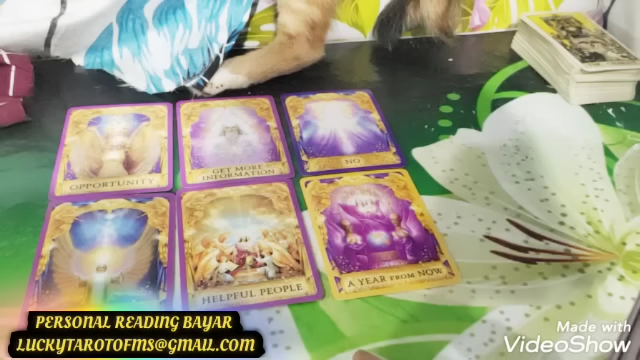 OPPORTUNITY
GET MORE
INFORMATION
NO
HELPFUL PEOPLE
A YEAR FROM NOW
PERSONAL READING BAYAR
LUCKYTAROTOFMS@GMAIL.COM
Made with
VideoShow